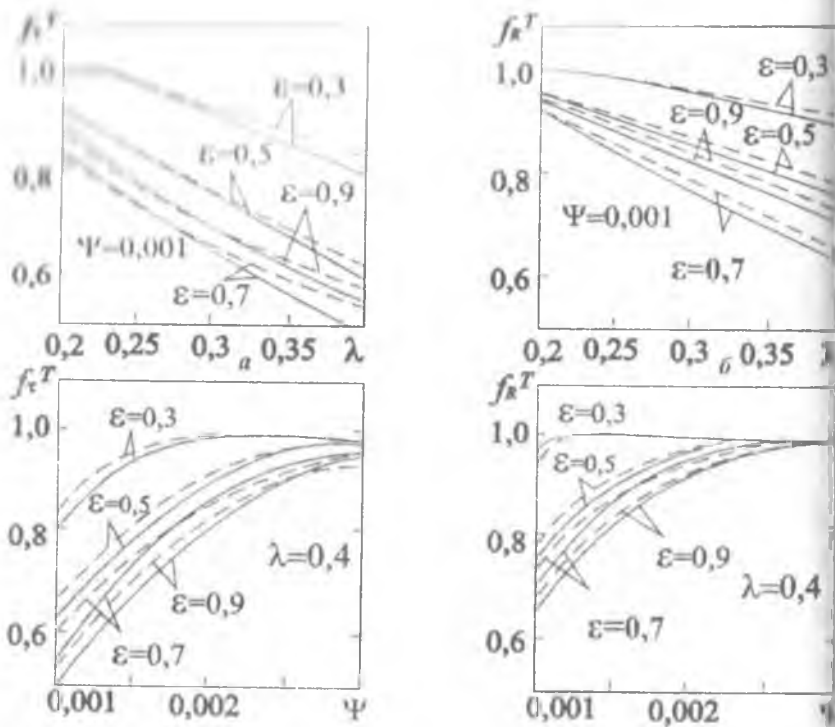 f_τ^T
1,0
ε=0,3
0,8
ε=0,5
ε=0,9
Ψ=0,001
0,6
ε=0,7
0,2 0,25 0,3 0,35 λ
а
f_R^T
1,0
ε=0,3
ε=0,9
ε=0,5
0,8
Ψ=0,001
0,6
ε=0,7
0,2 0,25 0,3 0,35
б
f_τ^T
1,0
ε=0,3
0,8
ε=0,5
λ=0,4
ε=0,9
0,6
ε=0,7
0,001 0,002 Ψ
f_R^T
1,0
ε=0,3
ε=0,5
0,8
ε=0,9
λ=0,4
0,6
ε=0,7
0,001 0,002